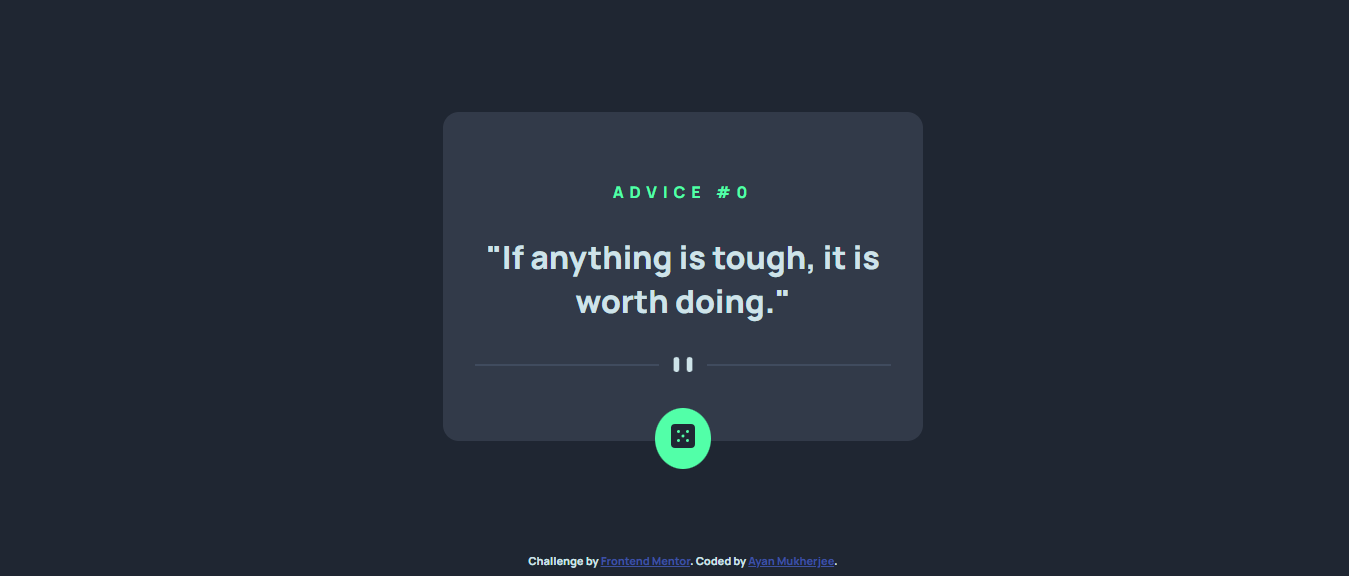 ADVICE #0
"If anything is tough, it is
worth doing."
Challenge by Frontend Mentor. Coded by Ayan Mukherjee.